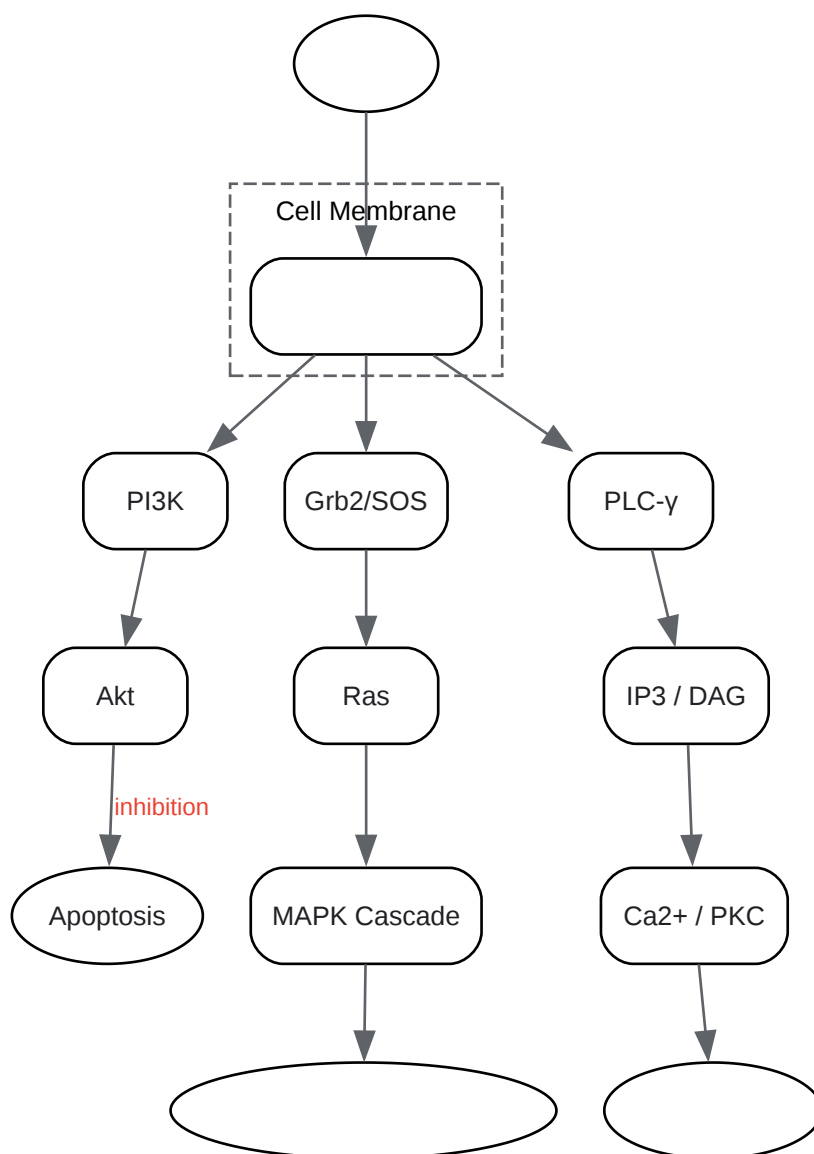 Cell Membrane
PI3K
Grb2/SOS
PLC-γ
Akt
Ras
IP3 / DAG
inhibition
Apoptosis
MAPK Cascade
Ca2+ / PKC